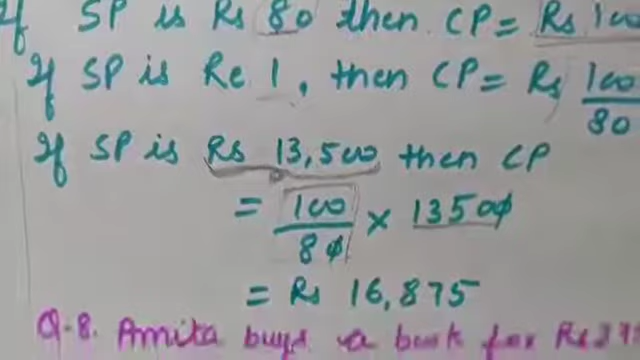 If SP is Rs 80 then CP = Rs 100
If SP is Re 1, then CP = Rs 100/80
If SP is Rs 13,500 then CP
= 100/80 × 13500
= Rs 16,875
Q-8. Amita buys a book for Rs 275